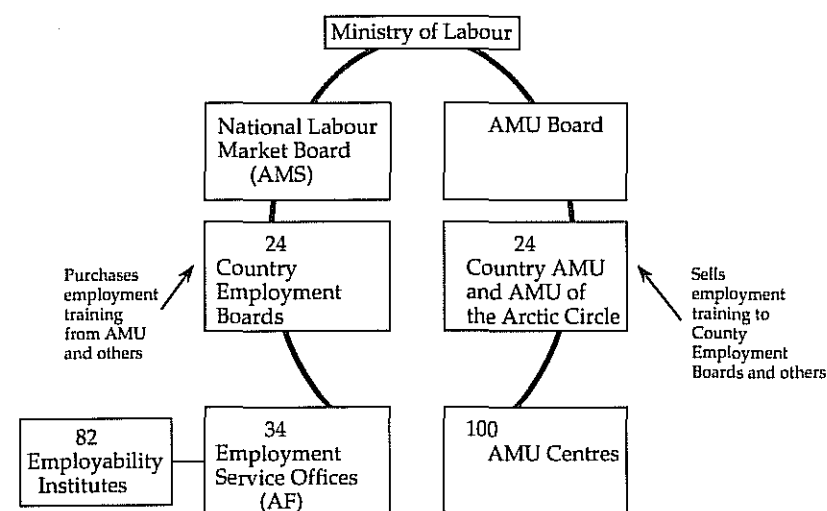 Ministry of Labour
National Labour
Market Board
(AMS)
AMU Board
24
Country
Employment
Boards
24
Country AMU
and AMU of
the Arctic Circle
Purchases
employment
training
from AMU
and others
Sells
employment
training to
County
Employment
Boards and others
82
Employability
Institutes
34
Employment
Service Offices
(AF)
100
AMU Centres